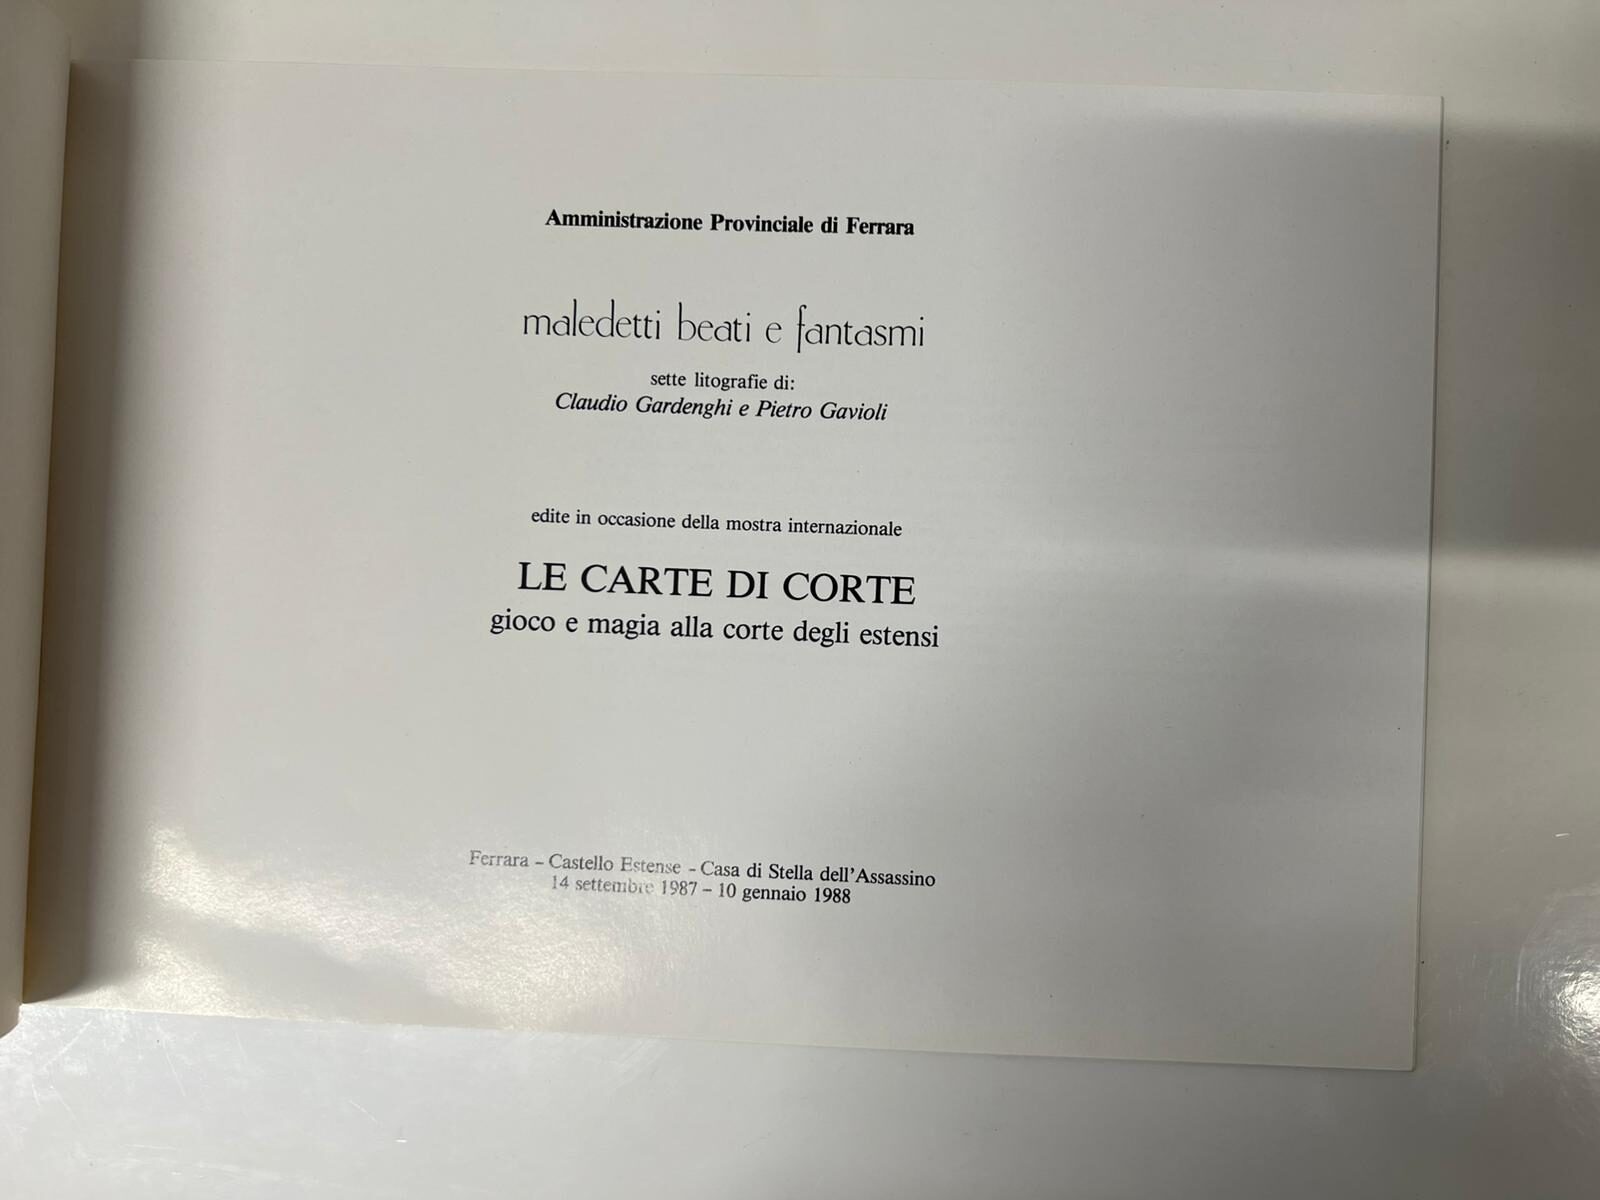 Amministrazione Provinciale di Ferrara
maledetti beati e fantasmi
sette litografie di:
Claudio Gardenghi e Pietro Gavioli
edite in occasione della mostra internazionale
LE CARTE DI CORTE
gioco e magia alla corte degli estensi
Ferrara – Castello Estense – Casa di Stella dell'Assassino
14 settembre 1987 – 10 gennaio 1988